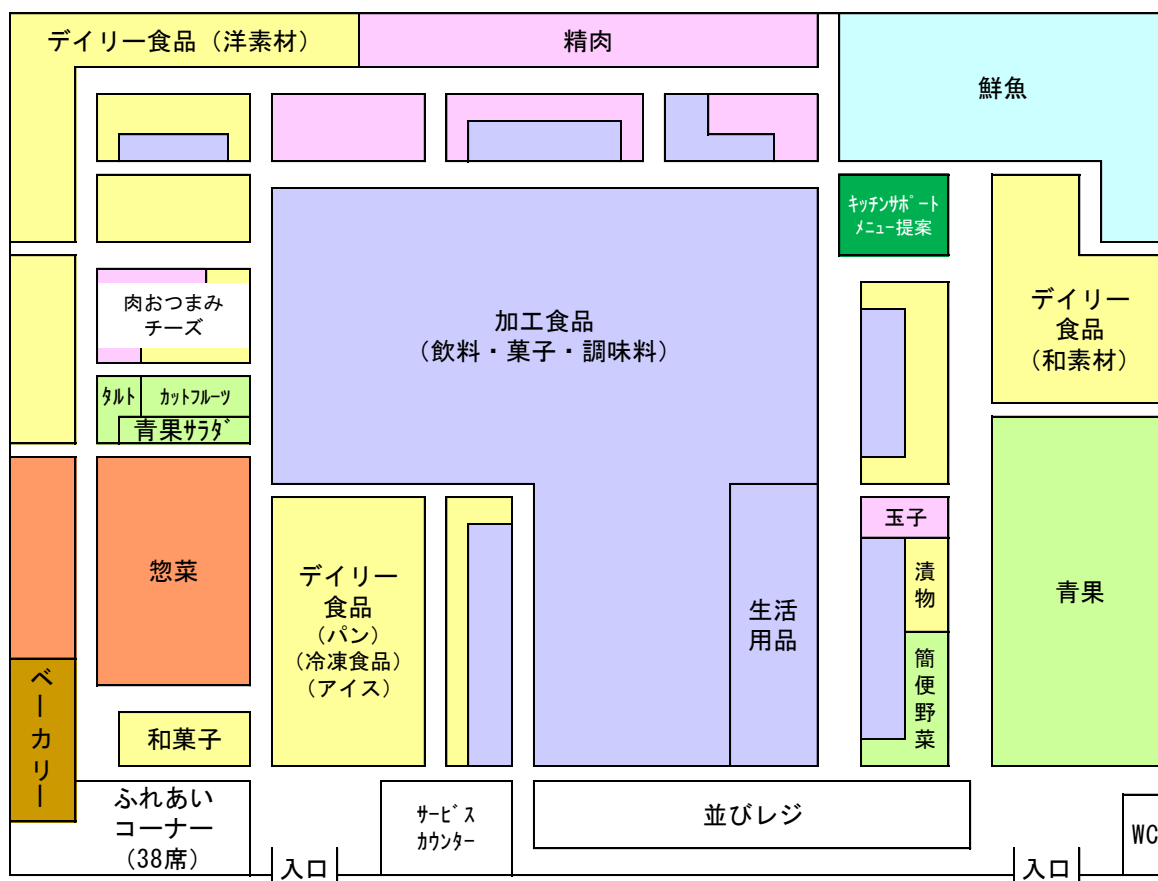 デイリー食品（洋素材）
精肉
鮮魚
ｷｯﾁﾝｻﾎﾟｰﾄ
ﾒﾆｭｰ提案
肉おつまみ
チーズ
加工食品
（飲料・菓子・調味料）
デイリー
食品
（和素材）
ﾀﾙﾄ
ｶｯﾄﾌﾙｰﾂ
青果ｻﾗﾀﾞ
惣菜
デイリー
食品
（パン）
（冷凍食品）
（アイス）
生活
用品
玉子
漬物
簡便野菜
青果
ベーカリー
和菓子
ふれあい
コーナー
（38席）
ｻｰﾋﾞｽ
ｶｳﾝﾀｰ
並びレジ
WC
入口
入口